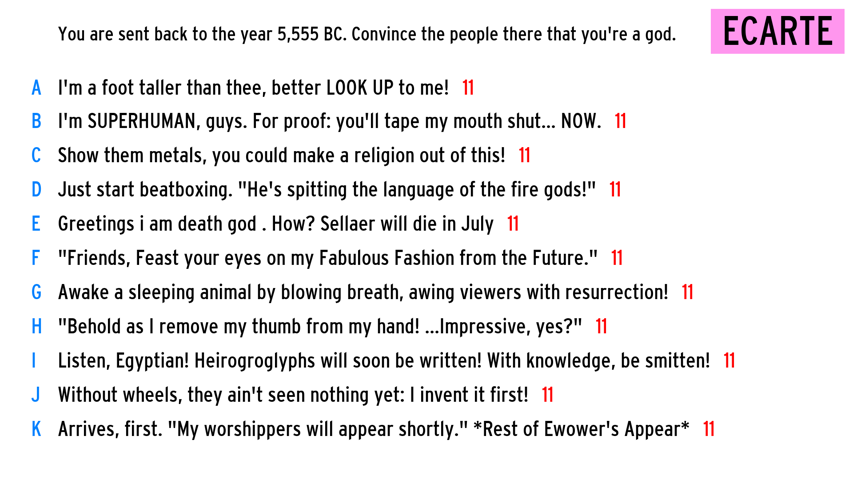 You are sent back to the year 5,555 BC. Convince the people there that you're a god.
ECARTE
A I'm a foot taller than thee, better LOOK UP to me! 11
B I'm SUPERHUMAN, guys. For proof: you'll tape my mouth shut... NOW. 11
C Show them metals, you could make a religion out of this! 11
D Just start beatboxing. "He's spitting the language of the fire gods!" 11
E Greetings i am death god . How? Sellaer will die in July 11
F "Friends, Feast your eyes on my Fabulous Fashion from the Future." 11
G Awake a sleeping animal by blowing breath, awing viewers with resurrection! 11
H "Behold as I remove my thumb from my hand! ...Impressive, yes?" 11
I Listen, Egyptian! Heirogroglyphs will soon be written! With knowledge, be smitten! 11
J Without wheels, they ain't seen nothing yet: I invent it first! 11
K Arrives, first. "My worshippers will appear shortly." *Rest of Ewower's Appear* 11